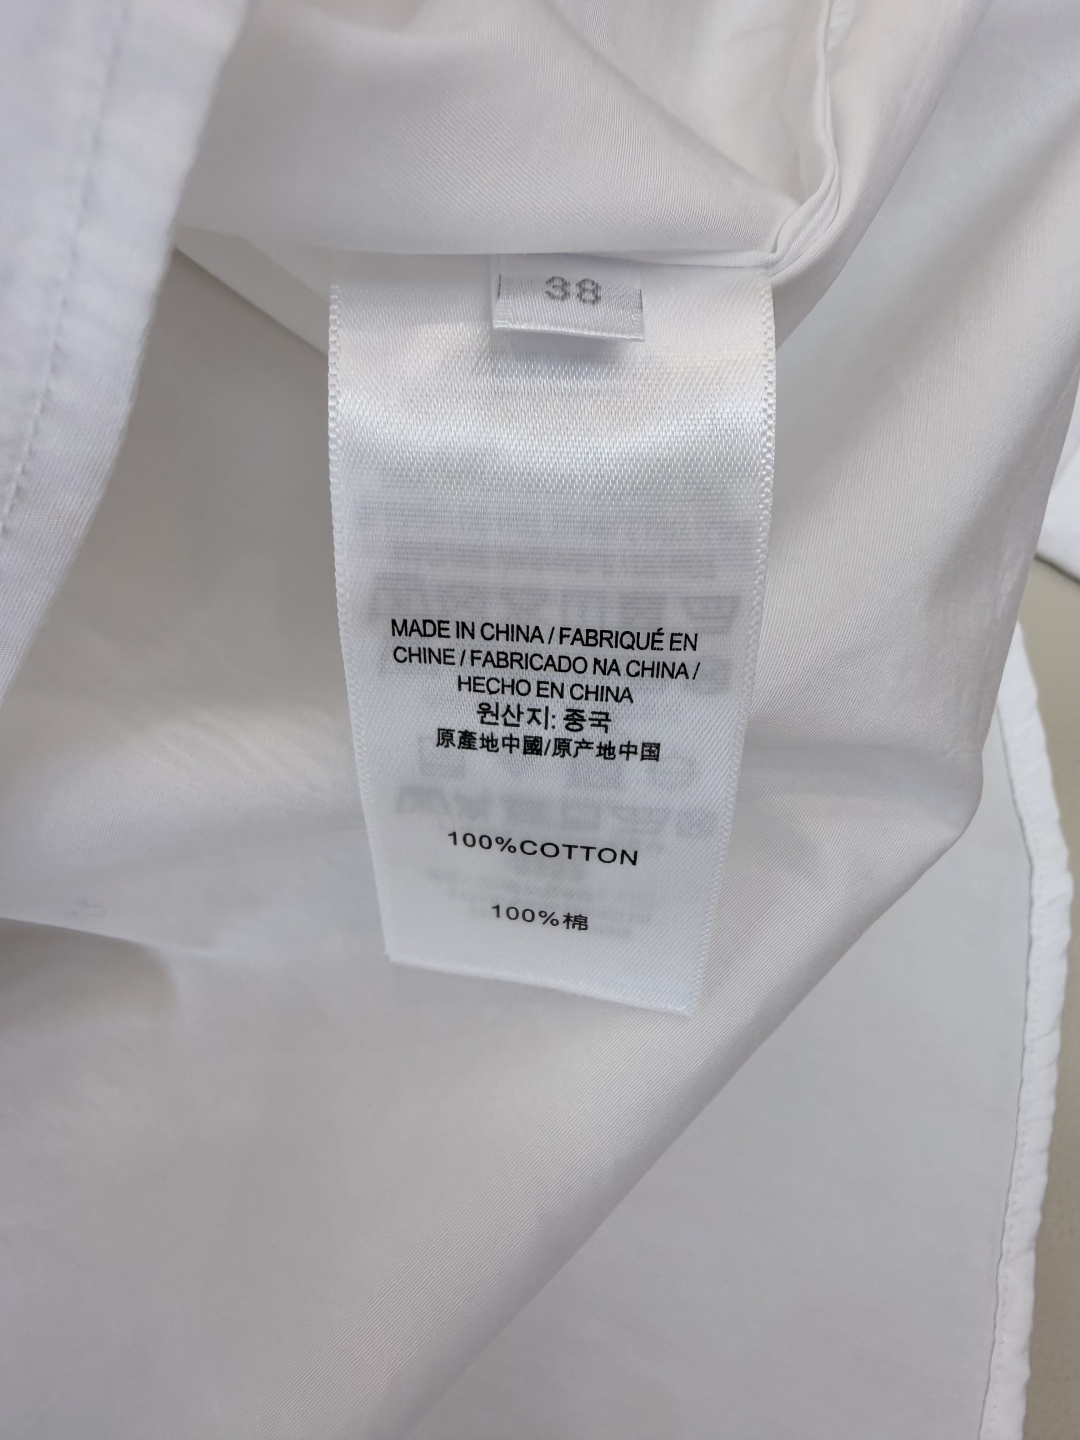 38
MADE IN CHINA / FABRIQUÉ EN
CHINE / FABRICADO NA CHINA /
HECHO EN CHINA
원산지: 중국
原產地中國/原产地中国
100%COTTON
100%棉